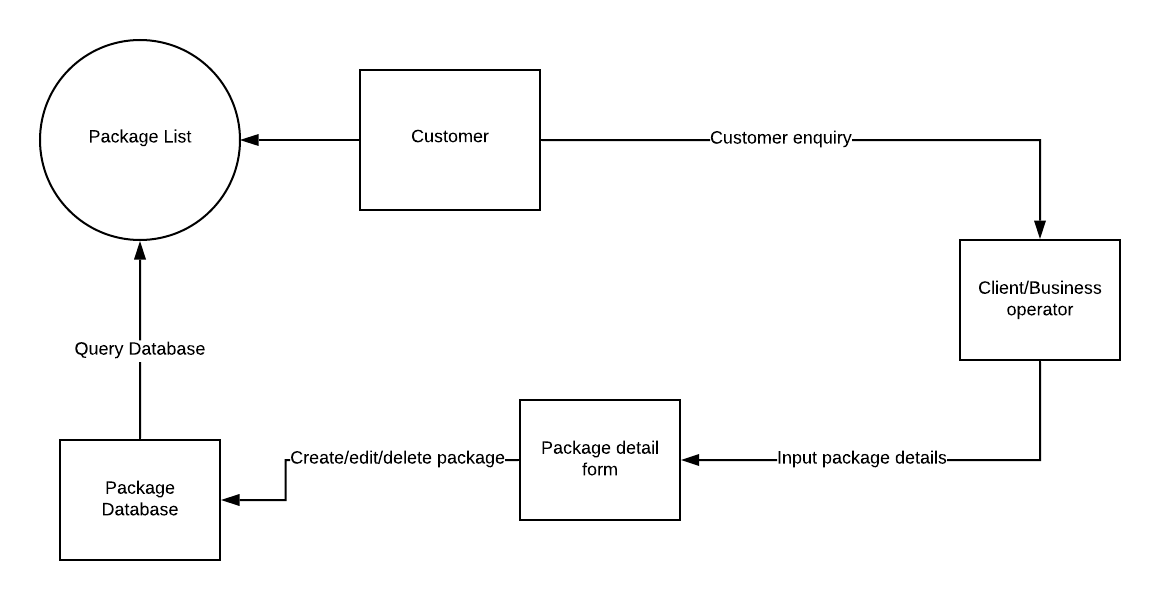 Package List
Customer
Customer enquiry
Client/Business
operator
Query Database
Package detail
form
Create/edit/delete package
Input package details
Package
Database